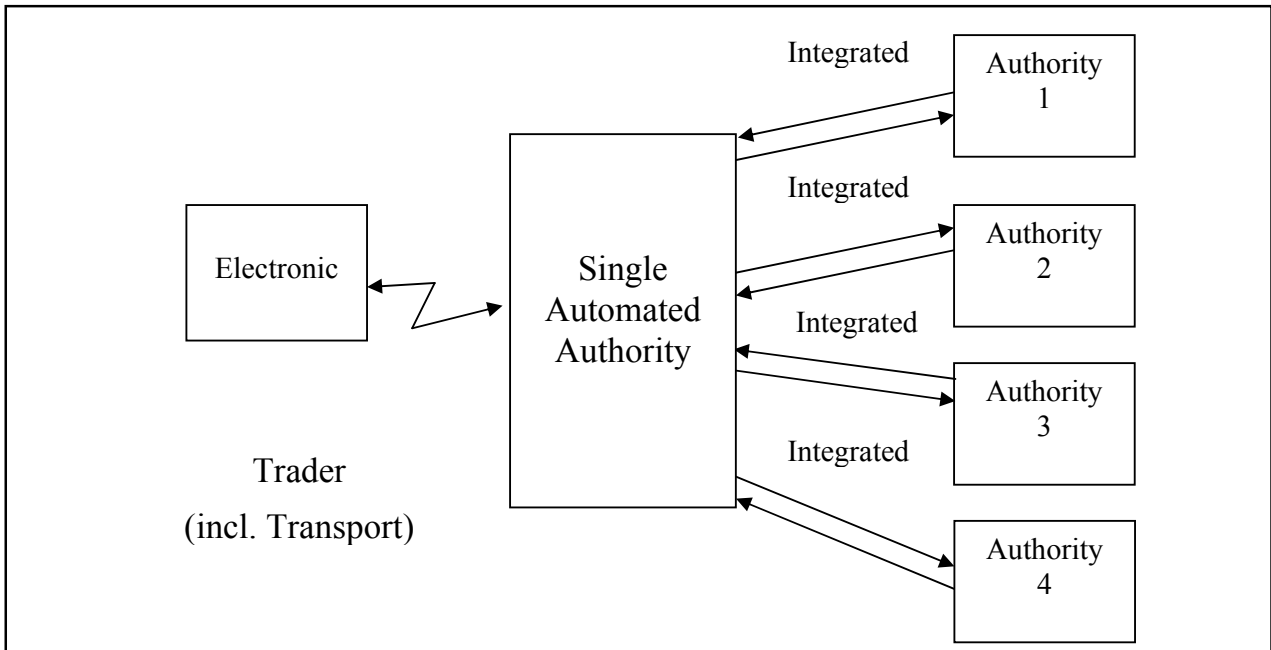 Integrated
Authority
1
Integrated
Authority
2
Electronic
Single
Automated
Authority
Integrated
Authority
3
Integrated
Trader
(incl. Transport)
Authority
4